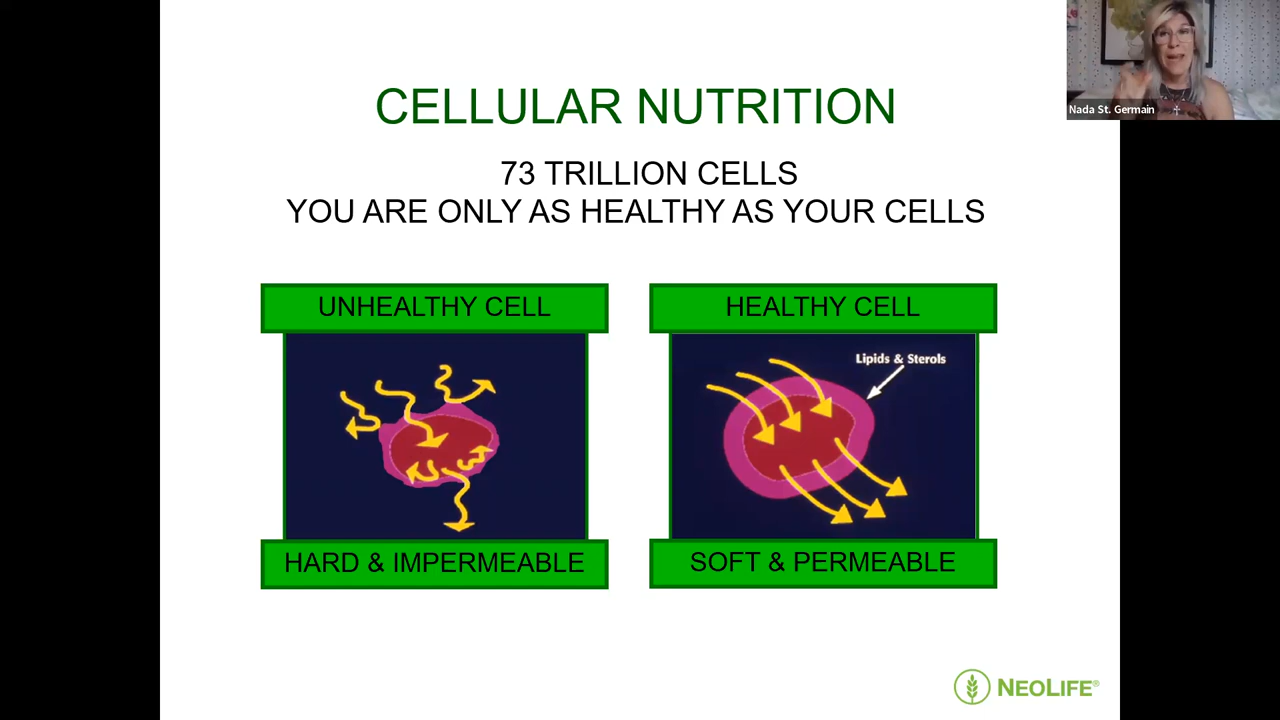 Nada St. Germain
CELLULAR NUTRITION
73 TRILLION CELLS
YOU ARE ONLY AS HEALTHY AS YOUR CELLS
UNHEALTHY CELL
HEALTHY CELL
Lipids & Sterols
HARD & IMPERMEABLE
SOFT & PERMEABLE
NEOLIFE®